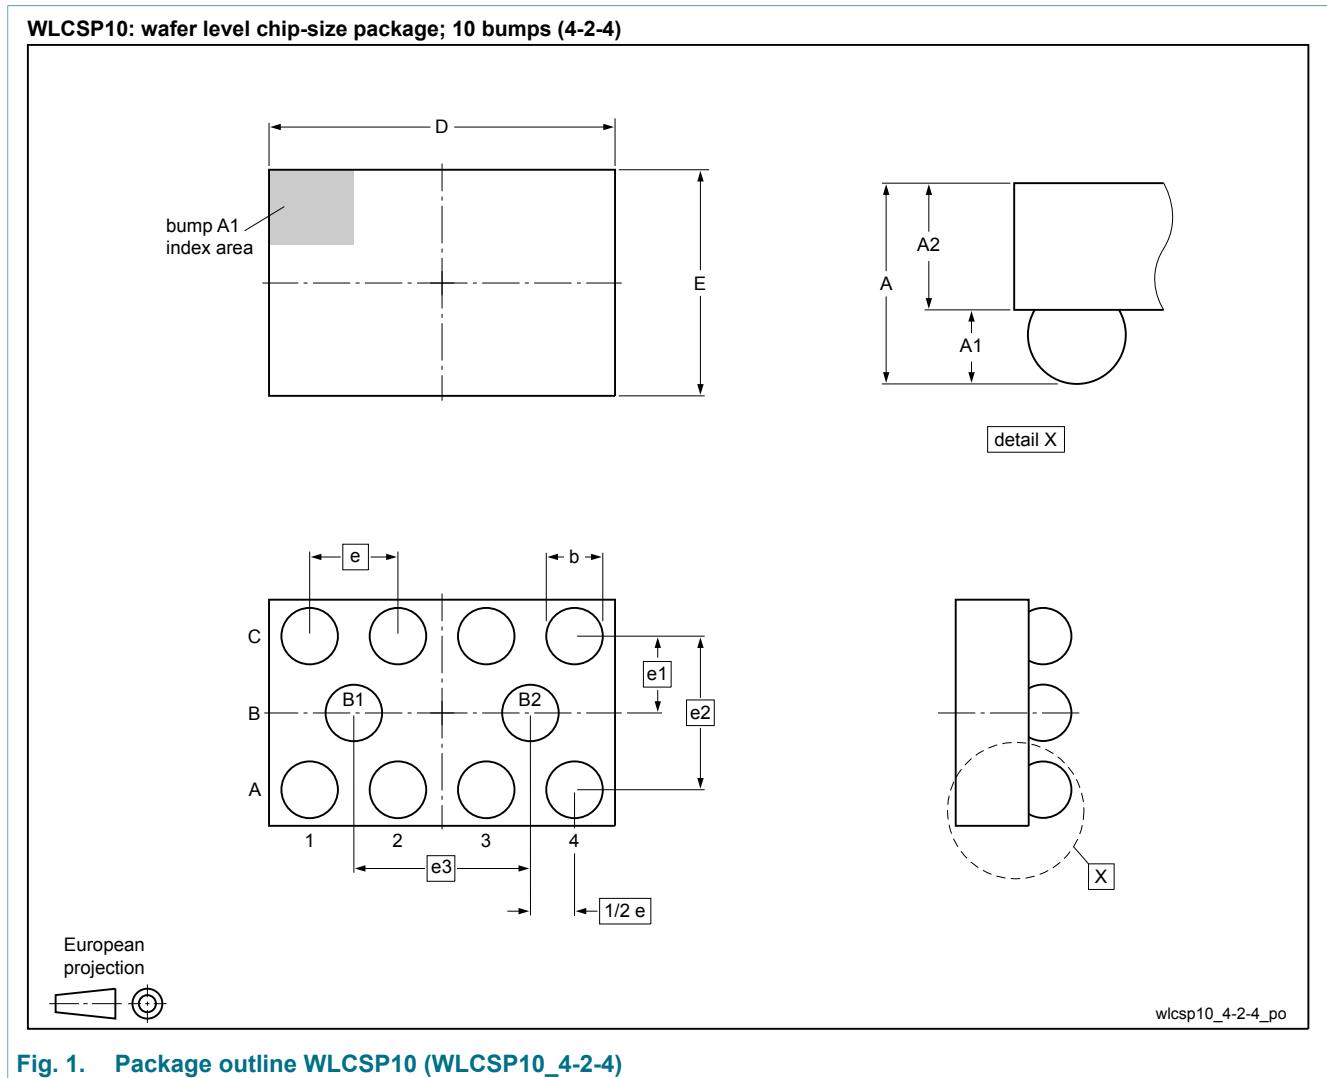 WLCSP10: wafer level chip-size package; 10 bumps (4-2-4)
D
bump A1
index area
E
A2
A
A1
detail X
e
b
C
e1
B1
B2
B
e2
A
1
2
3
4
e3
X
1/2 e
European
projection
wlcsp10_4-2-4_po
Fig. 1. Package outline WLCSP10 (WLCSP10_4-2-4)